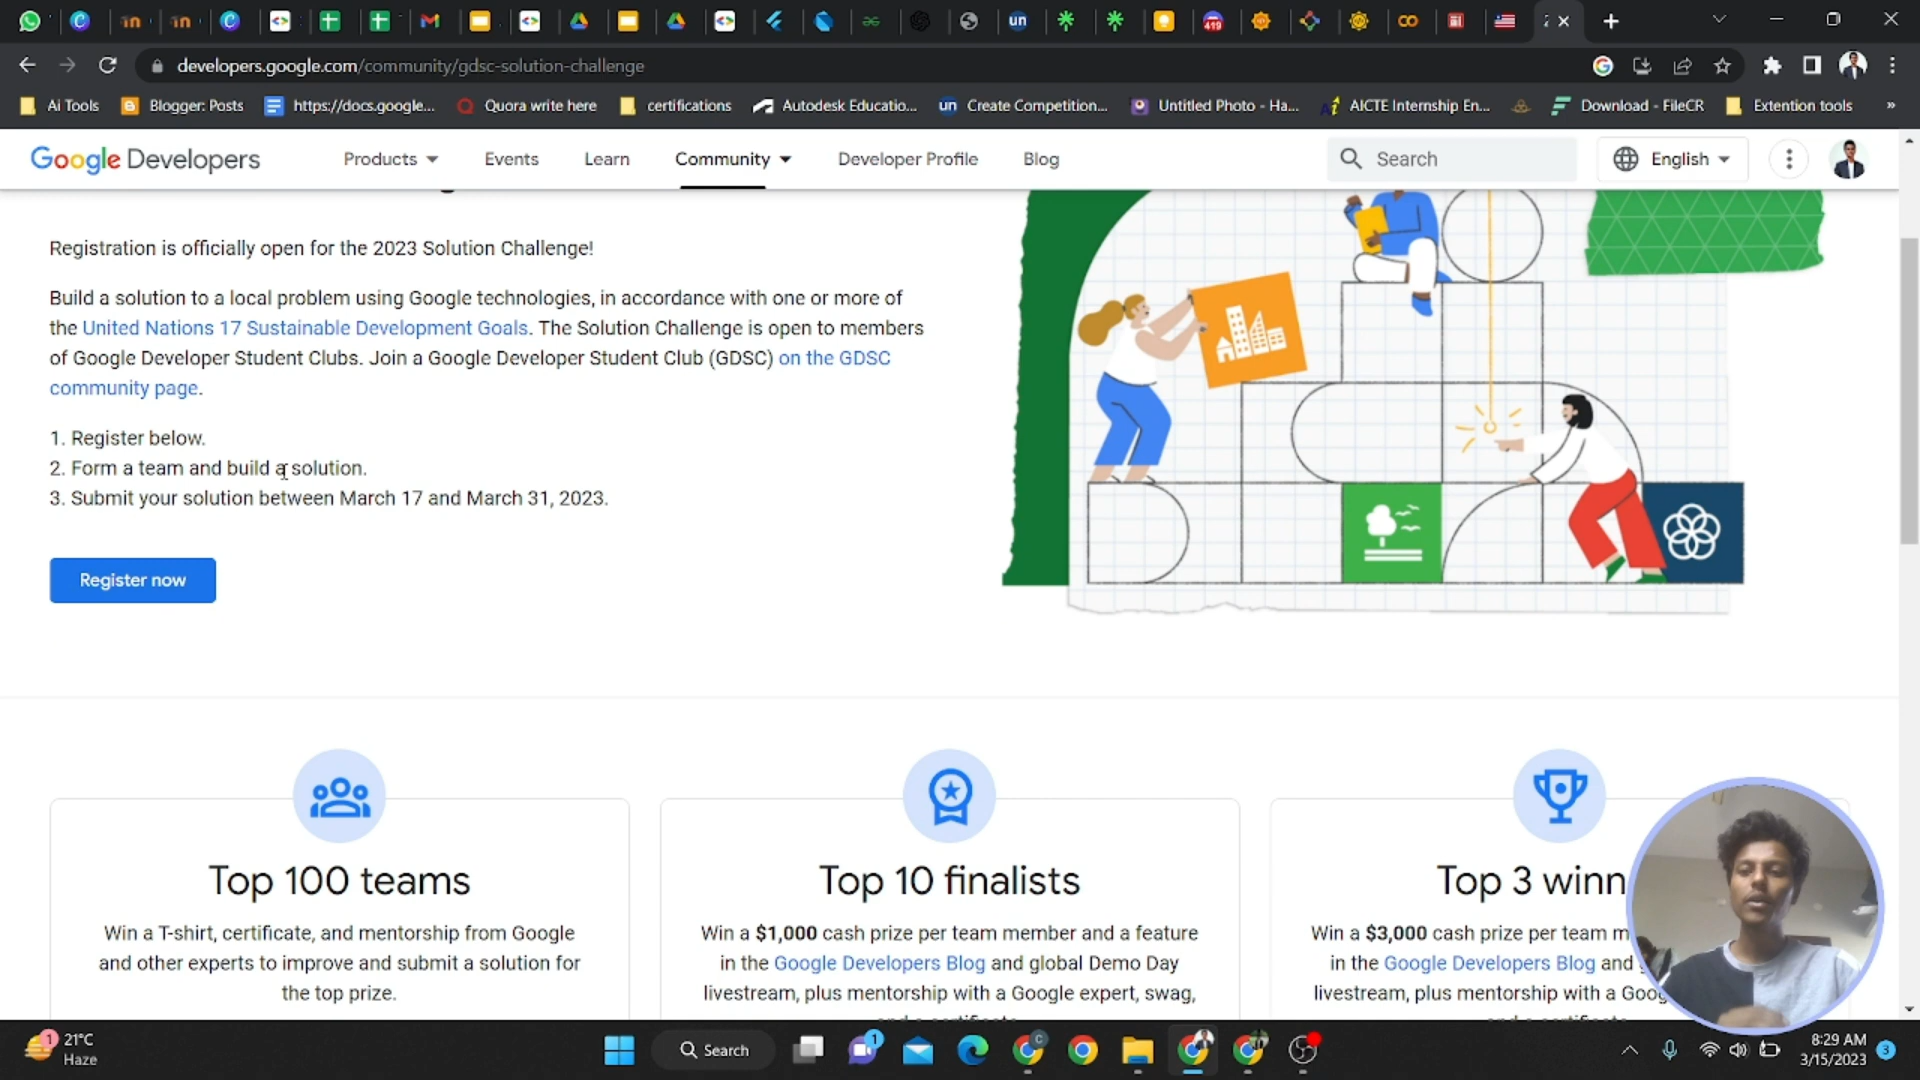 developers.google.com/community/gdsc-solution-challenge
Ai Tools
Blogger: Posts
https://docs.google...
Quora write here
certifications
Autodesk Educatio...
un Create Competition...
Untitled Photo - Ha...
AICTE Internship En...
Download - FileCR
Extention tools
Google Developers
Products
Events
Learn
Community
Developer Profile
Blog
Search
English
Registration is officially open for the 2023 Solution Challenge!
Build a solution to a local problem using Google technologies, in accordance with one or more of
the United Nations 17 Sustainable Development Goals. The Solution Challenge is open to members
of Google Developer Student Clubs. Join a Google Developer Student Club (GDSC) on the GDSC
community page.
1. Register below.
2. Form a team and build a solution.
3. Submit your solution between March 17 and March 31, 2023.
Register now
Top 100 teams
Win a T-shirt, certificate, and mentorship from Google
and other experts to improve and submit a solution for
the top prize.
Top 10 finalists
Win a $1,000 cash prize per team member and a feature
in the Google Developers Blog and global Demo Day
livestream, plus mentorship with a Google expert, swag,
Top 3 winn
Win a $3,000 cash prize per team m
in the Google Developers Blog and
livestream, plus mentorship with a Goog
21°C
Haze
Search
8:29 AM
3/15/2023